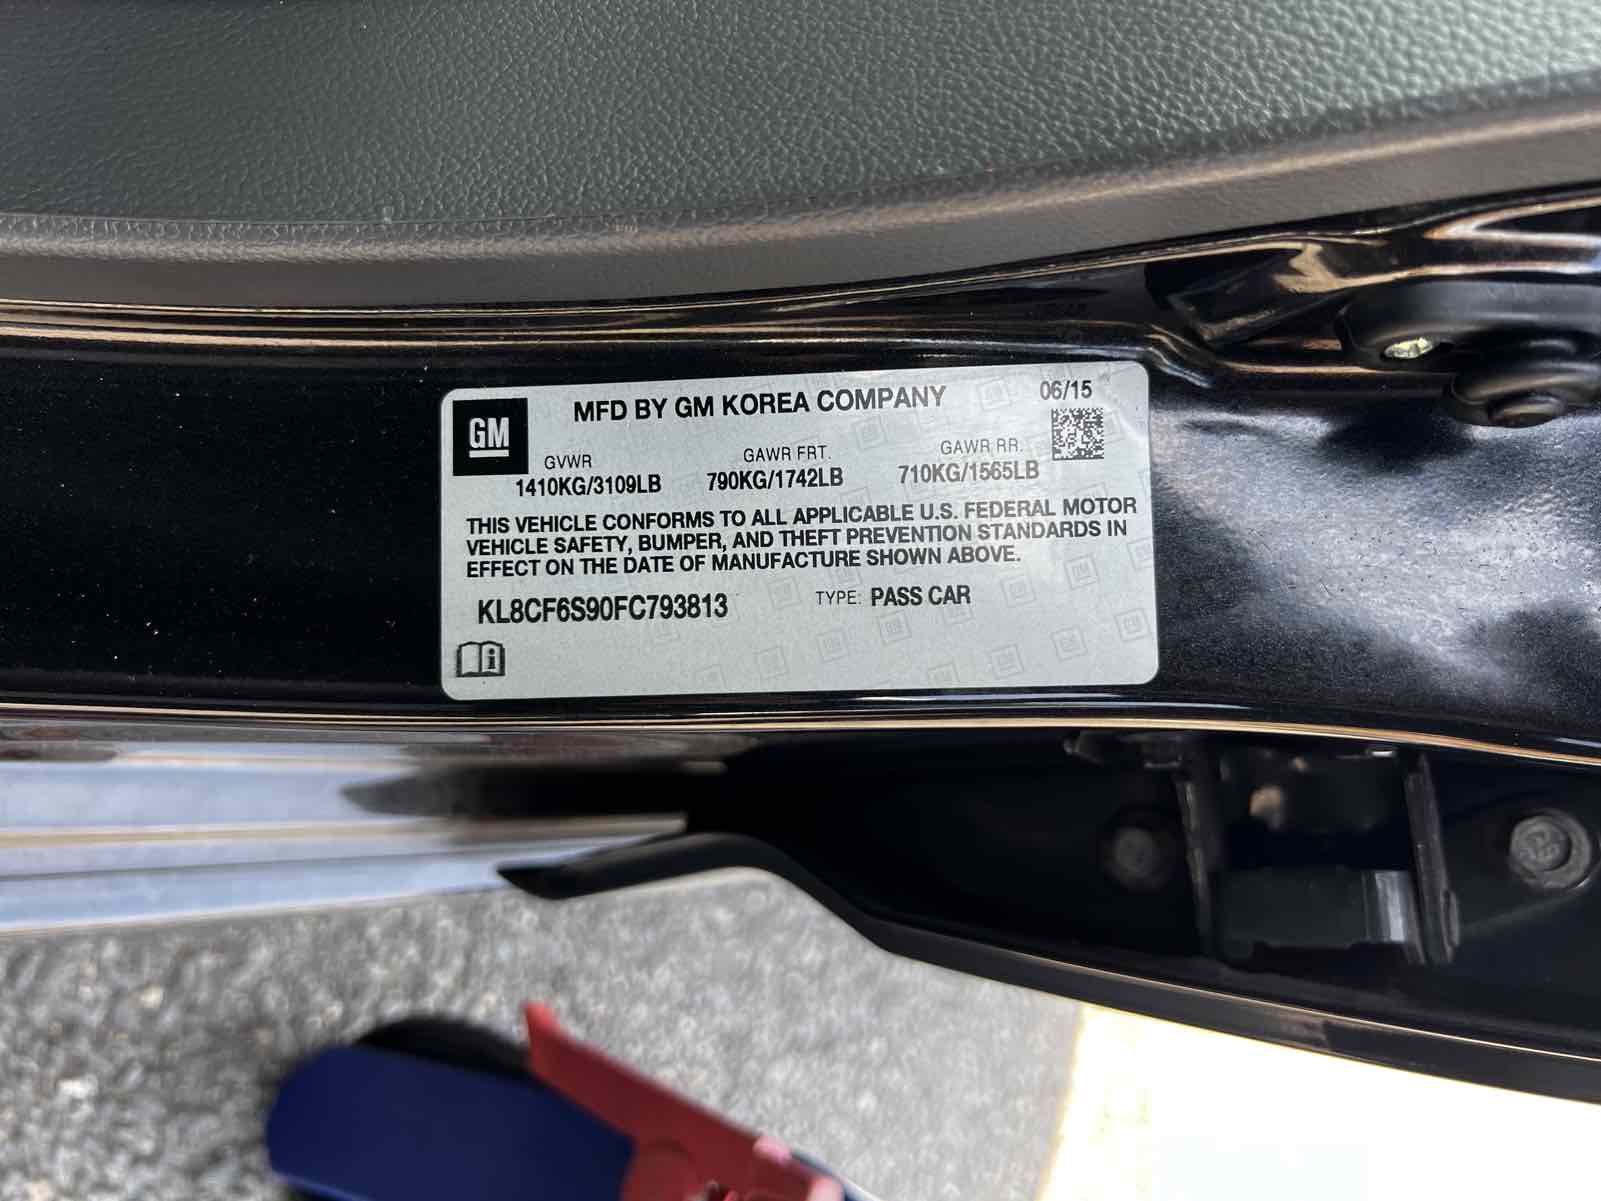 GM
MFD BY GM KOREA COMPANY 06/15
GVWR GAWR FRT. GAWR RR.
1410KG/3109LB 790KG/1742LB 710KG/1565LB
THIS VEHICLE CONFORMS TO ALL APPLICABLE U.S. FEDERAL MOTOR
VEHICLE SAFETY, BUMPER, AND THEFT PREVENTION STANDARDS IN
EFFECT ON THE DATE OF MANUFACTURE SHOWN ABOVE.
KL8CF6S90FC793813 TYPE: PASS CAR